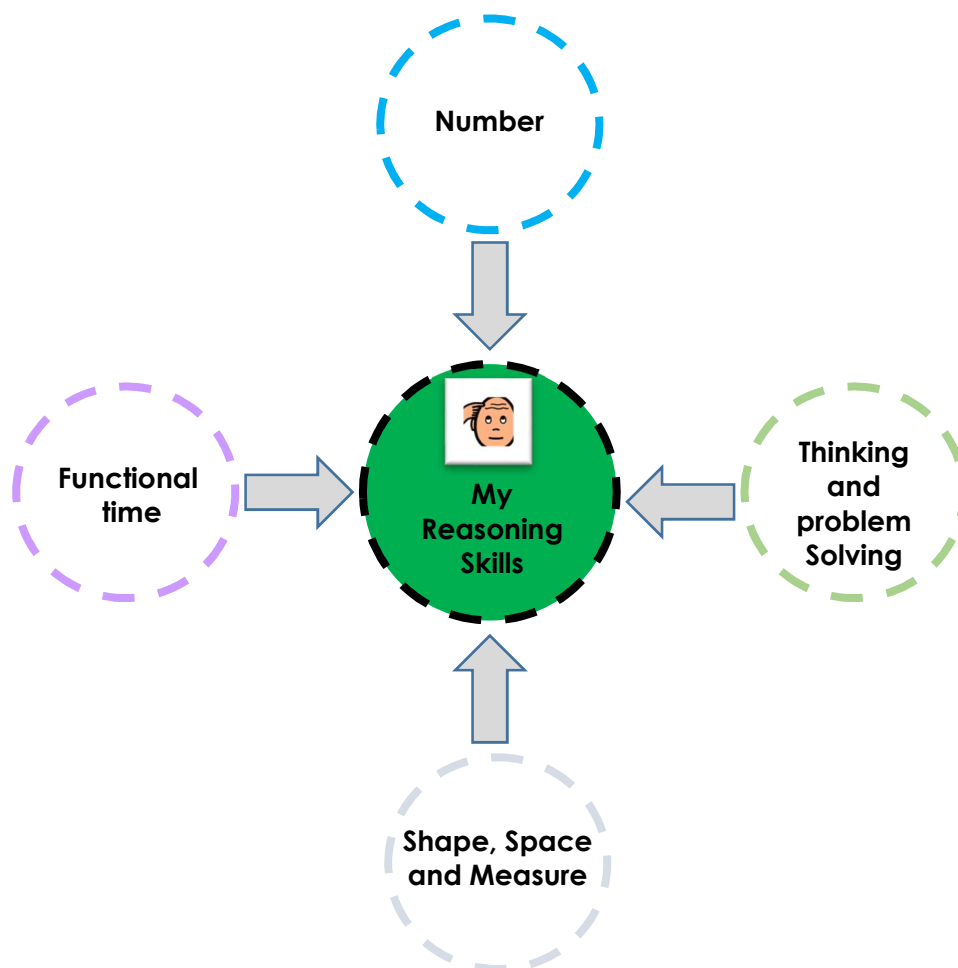 Number
Functional
time
My
Reasoning
Skills
Thinking
and
problem
Solving
Shape, Space
and Measure